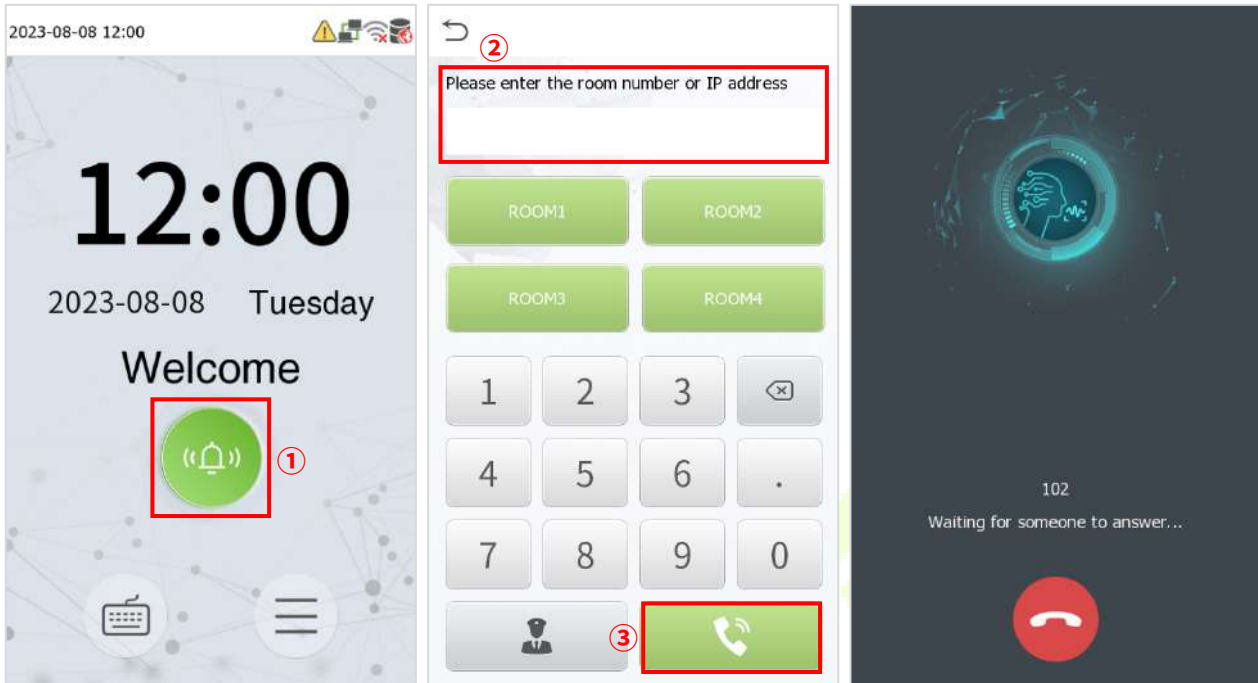 2023-08-08 12:00
12:00
2023-08-08 Tuesday
Welcome
①
②
Please enter the room number or IP address
ROOM1 ROOM2
ROOM3 ROOM4
1 2 3
4 5 6 .
7 8 9 0
③
102
Waiting for someone to answer...